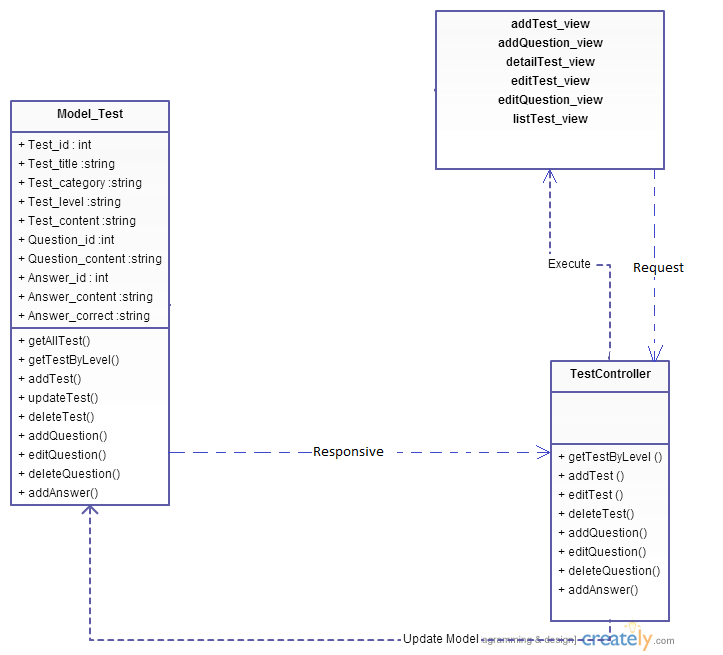 addTest_view
addQuestion_view
detailTest_view
editTest_view
editQuestion_view
listTest_view
Model_Test
+ Test_id : int
+ Test_title :string
+ Test_category :string
+ Test_level :string
+ Test_content :string
+ Question_id :int
+ Question_content :string
+ Answer_id : int
+ Answer_content :string
+ Answer_correct :string
+ getAllTest()
+ getTestByLevel()
+ addTest()
+ updateTest()
+ deleteTest()
+ addQuestion()
+ editQuestion()
+ deleteQuestion()
+ addAnswer()
Execute
Request
Responsive
TestController
+ getTestByLevel ()
+ addTest ()
+ editTest ()
+ deleteTest()
+ addQuestion()
+ editQuestion()
+ deleteQuestion()
+ addAnswer()
Update Model
& design]
creately.com